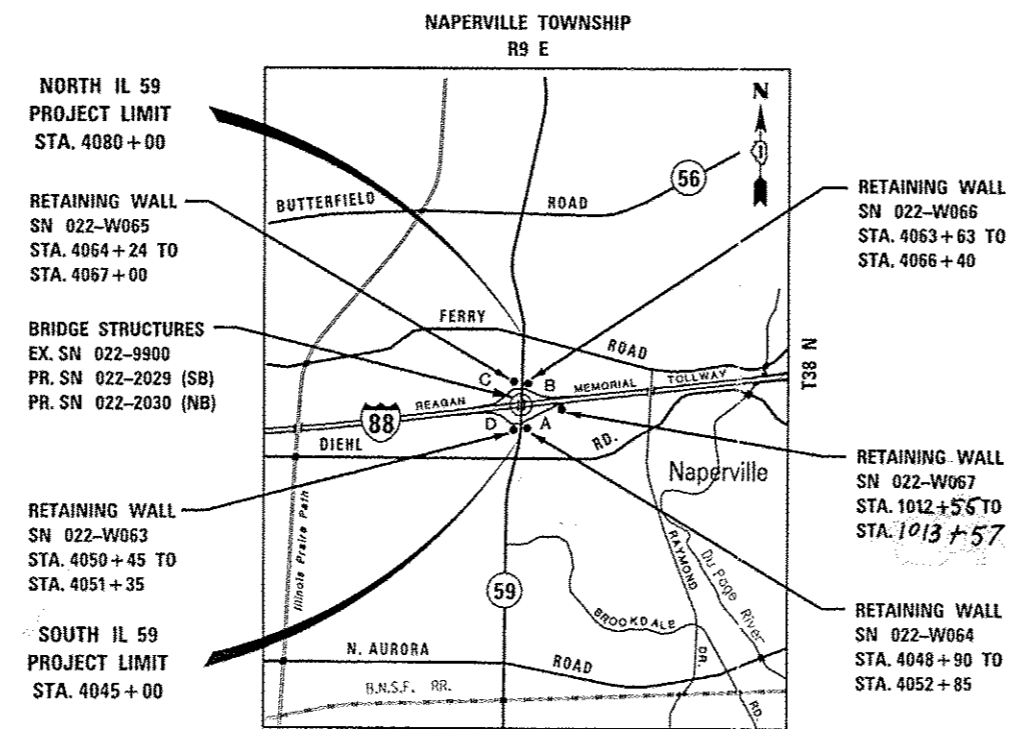 NAPERVILLE TOWNSHIP
R9 E
NORTH IL 59
PROJECT LIMIT
STA. 4080+00
RETAINING WALL
SN 022-W065
STA. 4064+24 TO
STA. 4067+00
BRIDGE STRUCTURES
EX. SN 022-9900
PR. SN 022-2029 (SB)
PR. SN 022-2030 (NB)
RETAINING WALL
SN 022-W063
STA. 4050+45 TO
STA. 4051+35
SOUTH IL 59
PROJECT LIMIT
STA. 4045+00
N
56
BUTTERFIELD ROAD
FERRY ROAD
C B
REAGAN MEMORIAL TOLLWAY
88
D A
DIEHL RD.
Naperville
Illinois Prairie Path
RAYMOND DR.
Du Page River
59
BROOKDALE RD.
N. AURORA ROAD
B.N.S.F. RR.
T38 N
RETAINING WALL
SN 022-W066
STA. 4063+63 TO
STA. 4066+40
RETAINING WALL
SN 022-W067
STA. 1012+55 TO
STA. 1013+57
RETAINING WALL
SN 022-W064
STA. 4048+90 TO
STA. 4052+85